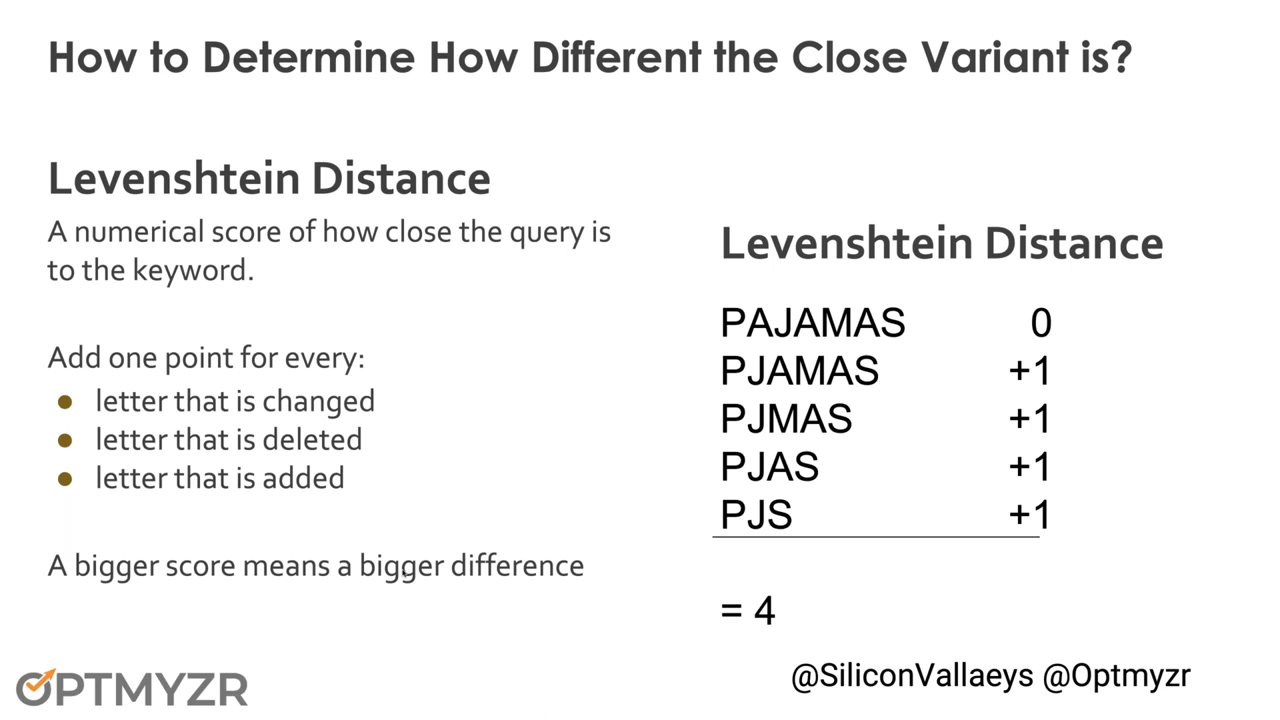 How to Determine How Different the Close Variant is?
Levenshtein Distance
A numerical score of how close the query is
to the keyword.
Add one point for every:
● letter that is changed
● letter that is deleted
● letter that is added
A bigger score means a bigger difference
Levenshtein Distance
PAJAMAS 0
PJAMAS +1
PJMAS +1
PJAS +1
PJS +1
= 4
OPTMYZR
@SiliconVallaeys @Optmyzr